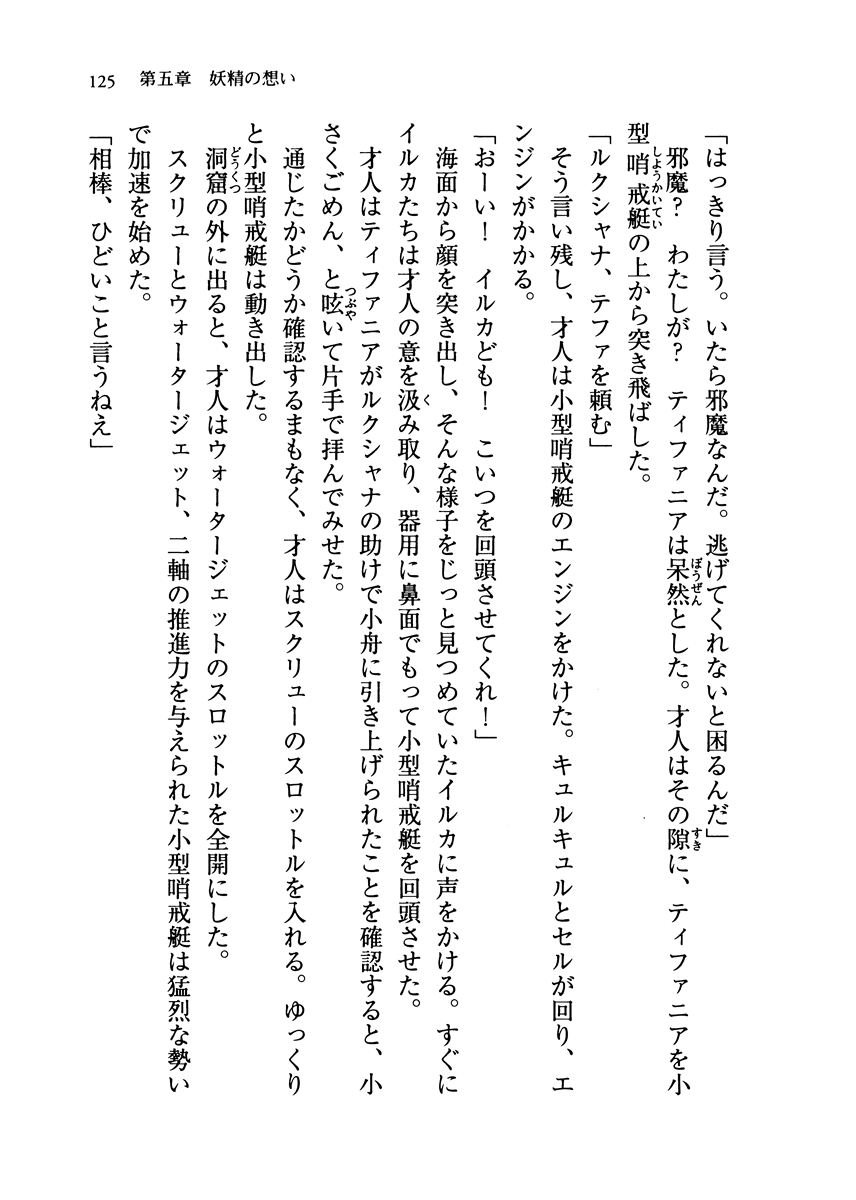 125　第五章　妖精の想い
「はっきり言う。いたら邪魔なんだ。逃げてくれないと困るんだ」
　邪魔？　わたしが？　ティファニアは呆然とした。才人はその隙に、ティファニアを小
型哨戒艇の上から突き飛ばした。
「ルクシャナ、テファを頼む」
　そう言い残し、才人は小型哨戒艇のエンジンをかけた。キュルキュルとセルが回り、エ
ンジンがかかる。
「おーい！　イルカども！　こいつを回頭させてくれ！」
　海面から顔を突き出し、そんな様子をじっと見つめていたイルカに声をかける。すぐに
イルカたちは才人の意を汲み取り、器用に鼻面でもって小型哨戒艇を回頭させた。
　才人はティファニアがルクシャナの助けで小舟に引き上げられたことを確認すると、小
さくごめん、と呟いて片手で拝んでみせた。
　通じたかどうか確認するまもなく、才人はスクリューのスロットルを入れる。ゆっくり
と小型哨戒艇は動き出した。
　洞窟の外に出ると、才人はウォータージェットのスロットルを全開にした。
　スクリューとウォータージェット、二軸の推進力を与えられた小型哨戒艇は猛烈な勢い
で加速を始めた。
「相棒、ひどいこと言うねえ」